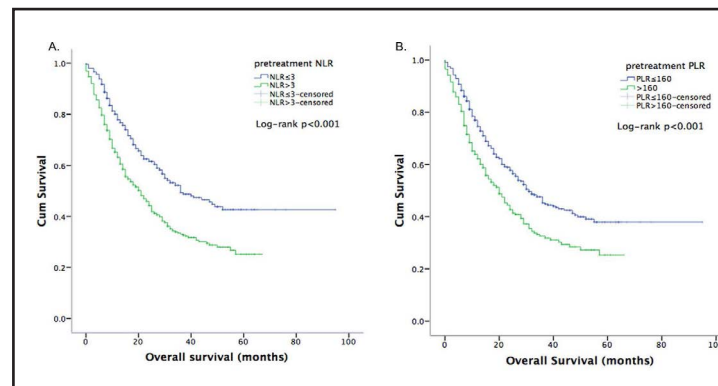 A.
pretreatment NLR
NLR≤3
NLR>3
NLR≤3-censored
NLR>3-censored
Log-rank p<0.001
Cum Survival
1.0
0.8
0.6
0.4
0.2
0.0
0 20 40 60 80 100
Overall survival (months)
B.
pretreatment PLR
PLR≤160
>160
PLR≤160-censored
PLR>160-censored
Log-rank p<0.001
Cum Survival
1.0
0.8
0.6
0.4
0.2
0.0
0 20 40 60 80 100
Overall Survival (months)